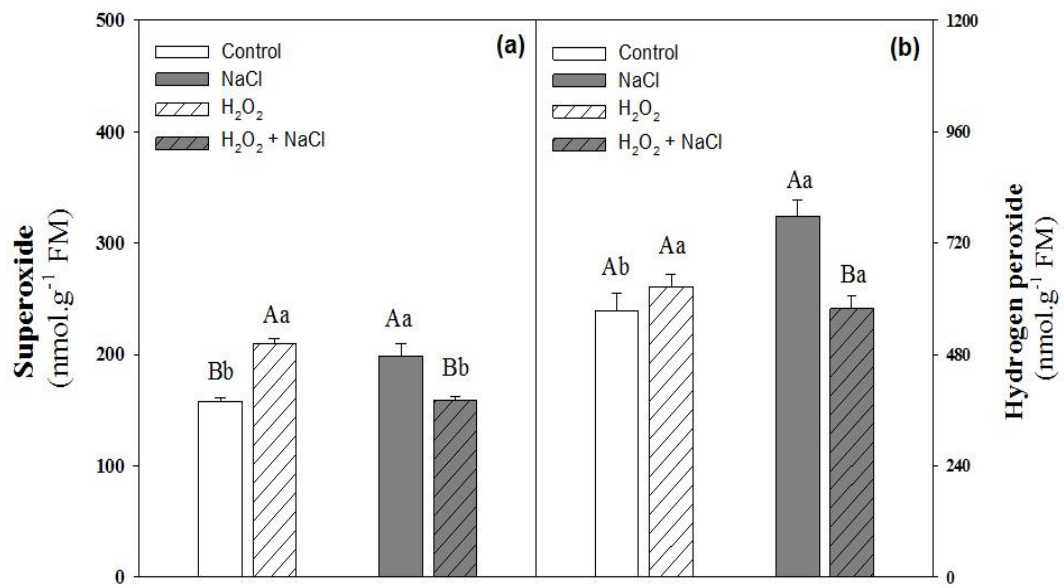 500
400
300
200
100
0
Superoxide
(nmol.g⁻¹ FM)
(a)
Control
NaCl
H₂O₂
H₂O₂ + NaCl
Bb
Aa
Aa
Bb
(b)
Control
NaCl
H₂O₂
H₂O₂ + NaCl
Ab
Aa
Aa
Ba
1200
960
720
480
240
0
Hydrogen peroxide
(nmol.g⁻¹ FM)